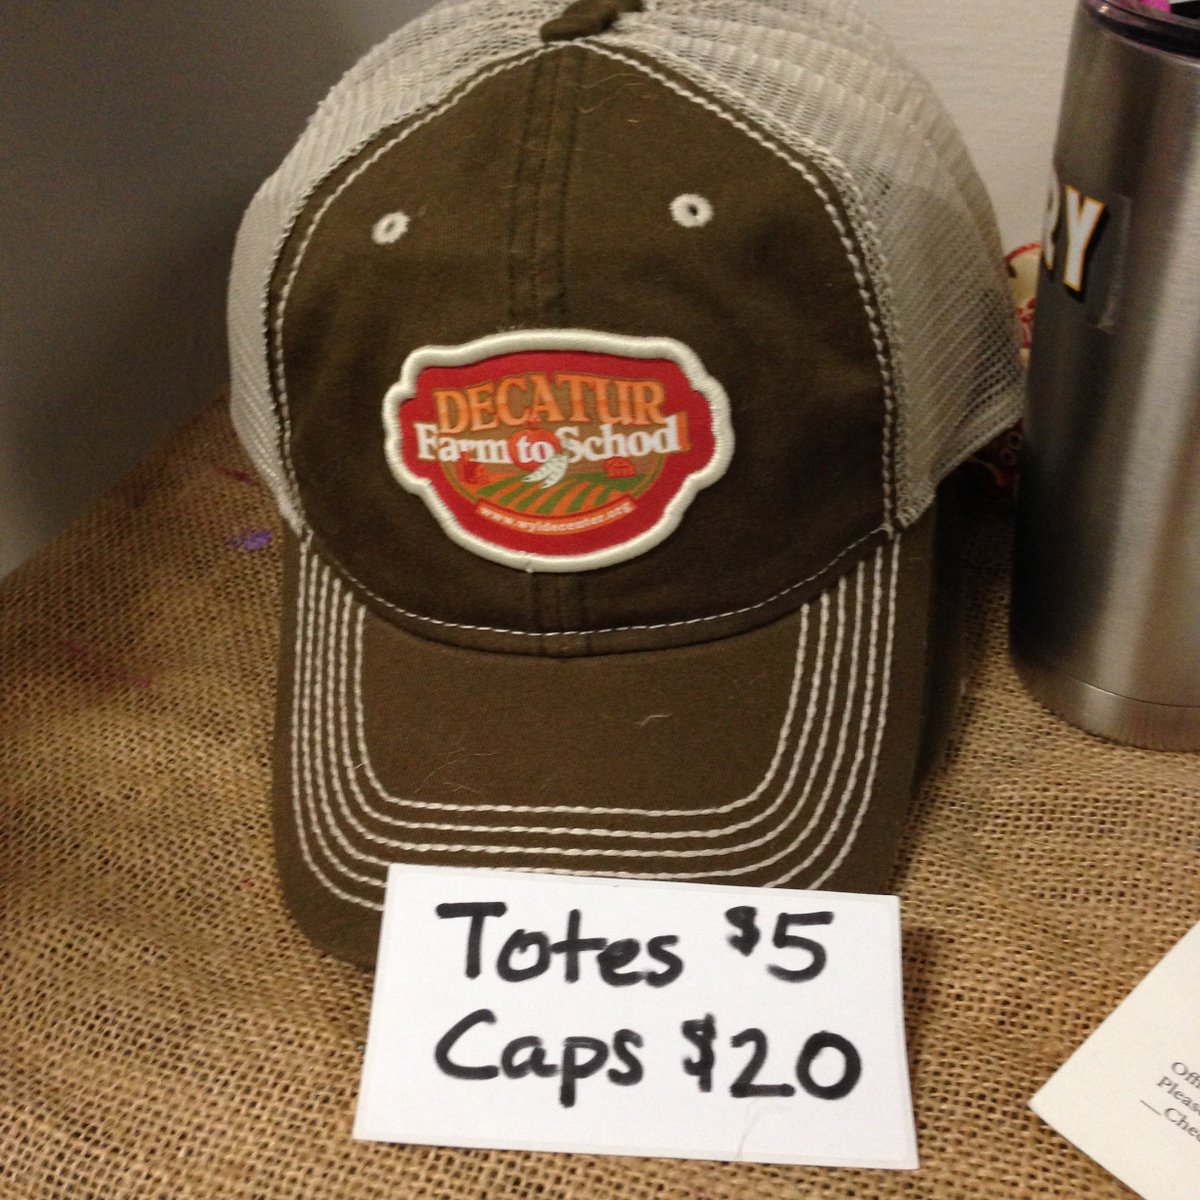 DECATUR
Farm to School
www.wyldecenter.org
RY
Totes $5
Caps $20